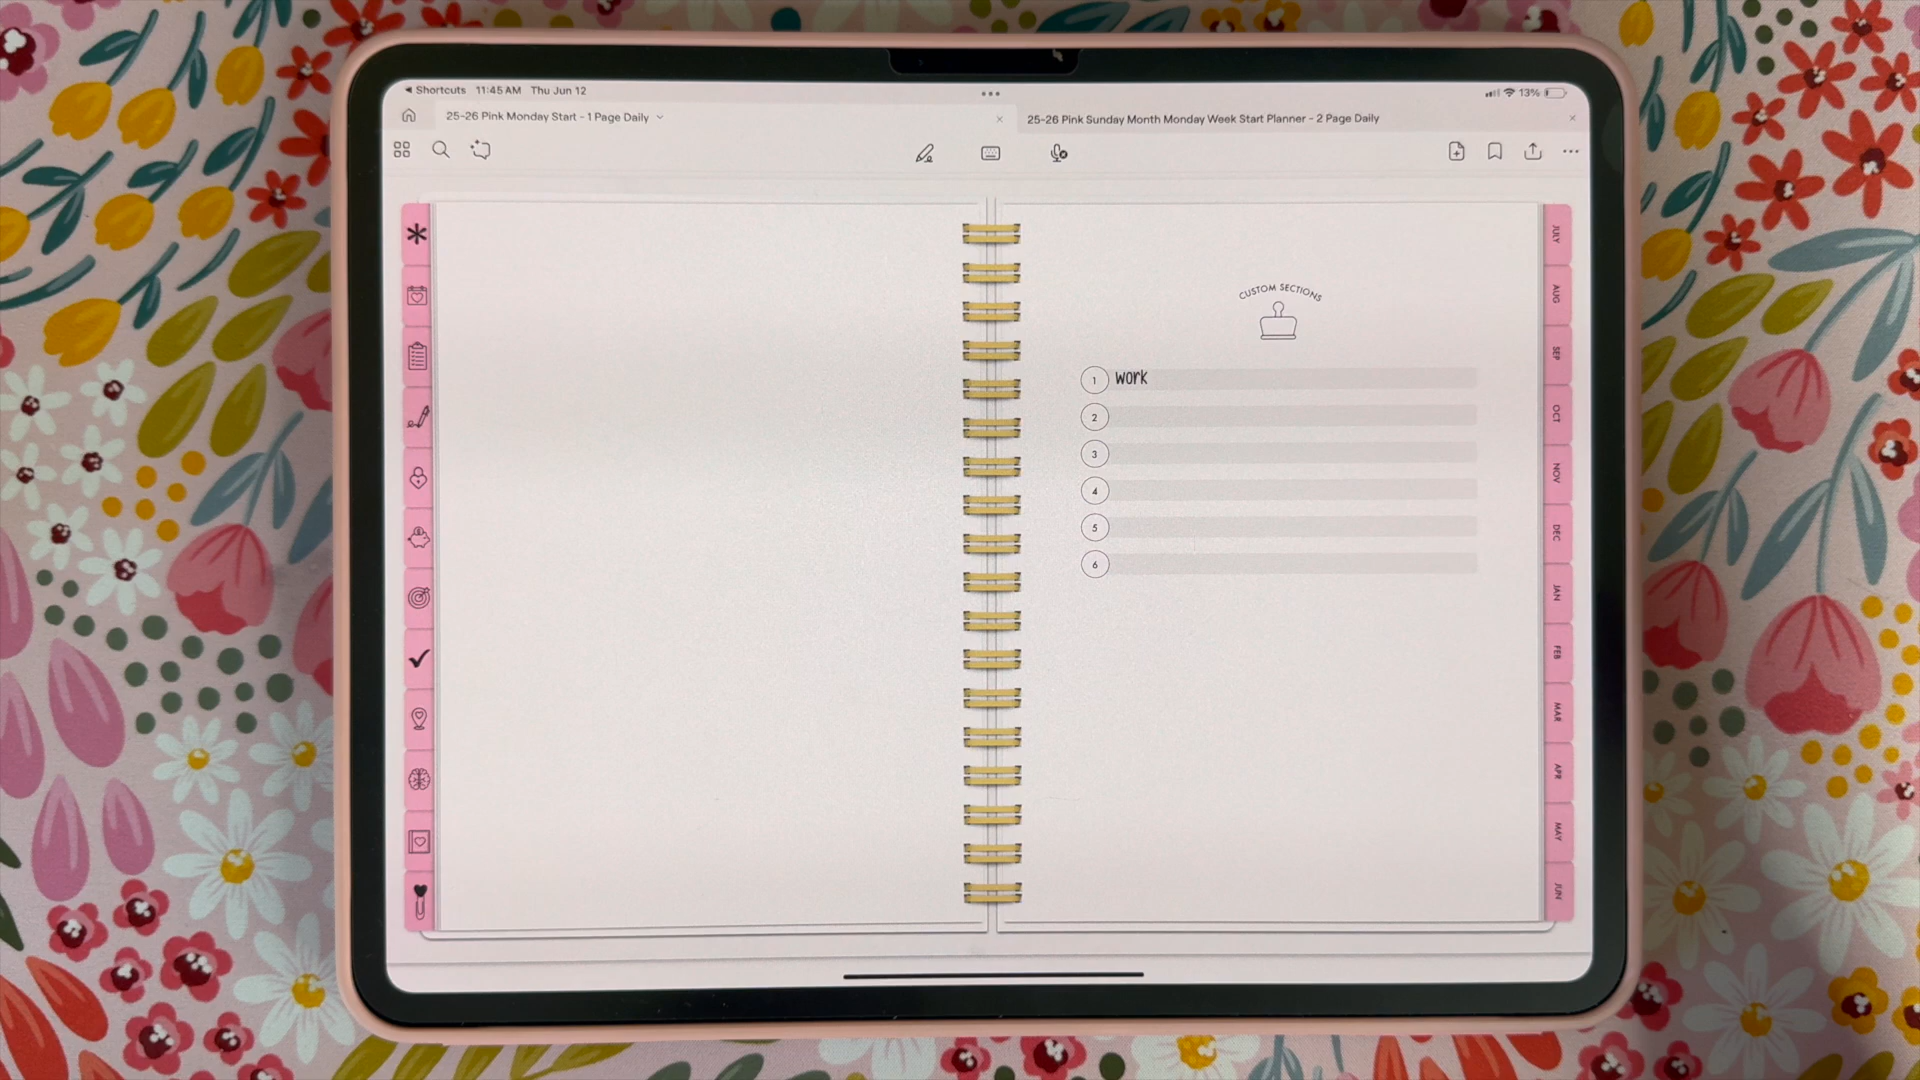 Shortcuts 11:45 AM Thu Jun 12
13%
25-26 Pink Monday Start - 1 Page Daily
25-26 Pink Sunday Month Monday Week Start Planner - 2 Page Daily
CUSTOM SECTIONS
1 WORK
2
3
4
5
6
JULY
AUG
SEP
OCT
NOV
DEC
JAN
FEB
MAR
APR
MAY
JUN